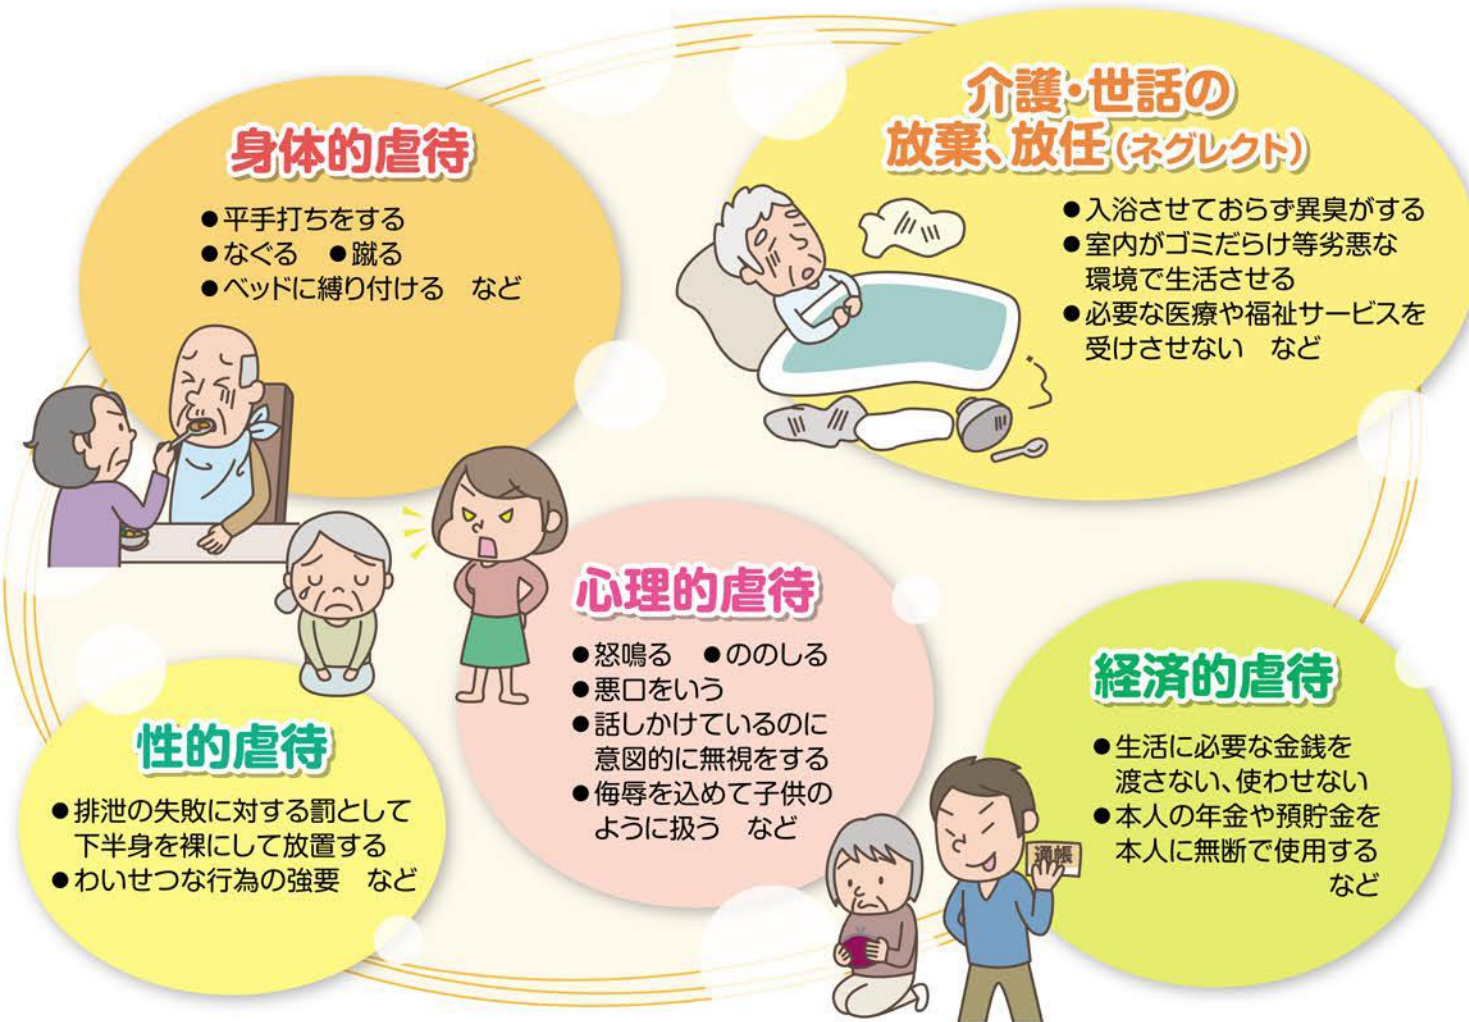 身体的虐待
●平手打ちをする
●なぐる　●蹴る
●ベッドに縛り付ける　など
介護・世話の
放棄、放任(ネグレクト)
●入浴させておらず異臭がする
●室内がゴミだらけ等劣悪な
環境で生活させる
●必要な医療や福祉サービスを
受けさせない　など
心理的虐待
●怒鳴る　●ののしる
●悪口をいう
●話しかけているのに
意図的に無視をする
●侮辱を込めて子供の
ように扱う　など
性的虐待
●排泄の失敗に対する罰として
下半身を裸にして放置する
●わいせつな行為の強要　など
経済的虐待
●生活に必要な金銭を
渡さない、使わせない
●本人の年金や預貯金を
本人に無断で使用する
など
通帳